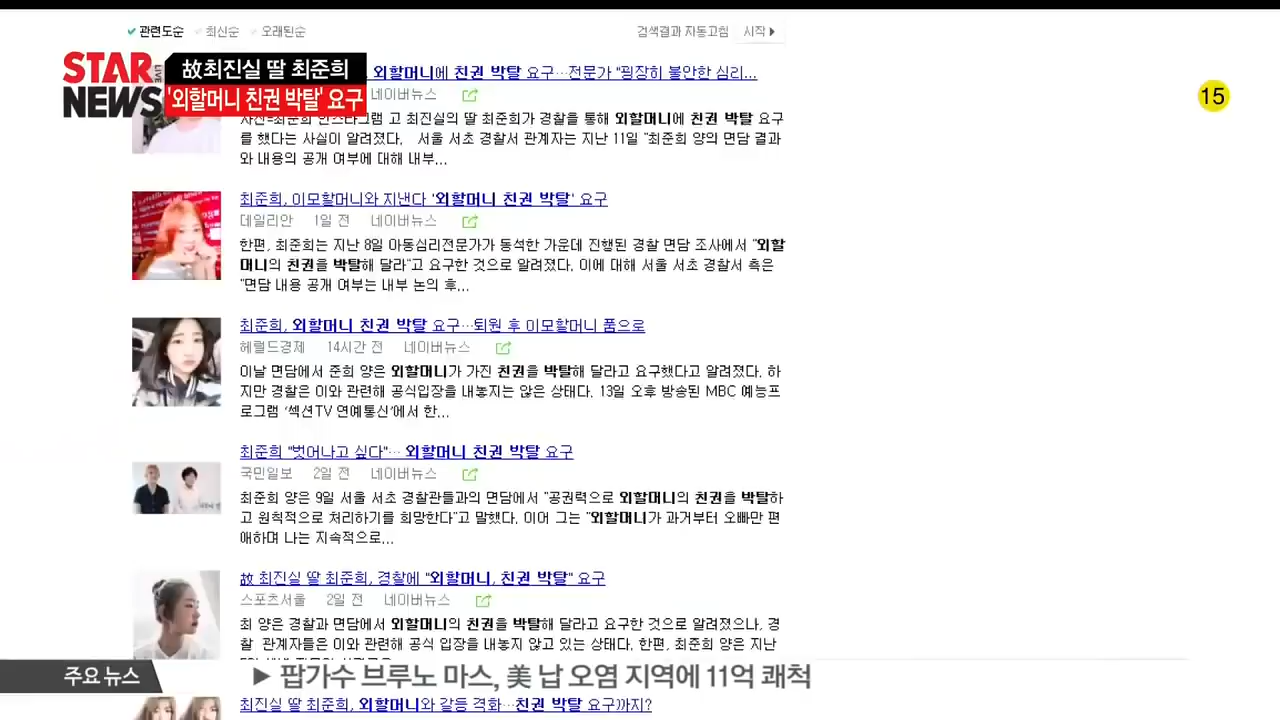 관련도순 최신순 오래된순 검색결과 자동고침 시작
STAR NEWS LIVE
故최진실 딸 최준희
'외할머니 친권 박탈' 요구
15
, 외할머니에 친권 박탈 요구…전문가 "굉장히 불안한 심리...
네이버뉴스
사진=최준희 인스타그램 고 최진실의 딸 최준희가 경찰을 통해 외할머니에 친권 박탈 요구
를 했다는 사실이 알려졌다. 서울 서초 경찰서 관계자는 지난 11일 "최준희 양의 면담 결과
와 내용의 공개 여부에 대해 내부...
최준희, 이모할머니와 지낸다 '외할머니 친권 박탈' 요구
데일리안 1일 전 네이버뉴스
한편, 최준희는 지난 8일 아동심리전문가가 동석한 가운데 진행된 경찰 면담 조사에서 "외할
머니의 친권을 박탈해 달라"고 요구한 것으로 알려졌다. 이에 대해 서울 서초 경찰서 측은
"면담 내용 공개 여부는 내부 논의 후...
최준희, 외할머니 친권 박탈 요구…퇴원 후 이모할머니 품으로
헤럴드경제 14시간 전 네이버뉴스
이날 면담에서 준희 양은 외할머니가 가진 친권을 박탈해 달라고 요구했다고 알려졌다. 하
지만 경찰은 이와 관련해 공식입장을 내놓지는 않은 상태다. 13일 오후 방송된 MBC 예능프
로그램 '섹션TV 연예통신'에서 한...
최준희 "벗어나고 싶다"… 외할머니 친권 박탈 요구
국민일보 2일 전 네이버뉴스
최준희 양은 9일 서울 서초 경찰관들과의 면담에서 "공권력으로 외할머니의 친권을 박탈하
고 원칙적으로 처리하기를 희망한다"고 말했다. 이어 그는 "외할머니가 과거부터 오빠만 편
애하며 나는 지속적으로...
故 최진실 딸 최준희, 경찰에 "외할머니, 친권 박탈" 요구
스포츠서울 2일 전 네이버뉴스
최 양은 경찰과 면담에서 외할머니의 친권을 박탈해 달라고 요구한 것으로 알려졌으나, 경
찰 관계자들은 이와 관련해 공식 입장을 내놓지 않고 있는 상태다. 한편, 최준희 양은 지난
주요 뉴스 ▶ 팝가수 브루노 마스, 美 납 오염 지역에 11억 쾌척
최진실 딸 최준희, 외할머니와 갈등 격화…친권 박탈 요구까지?